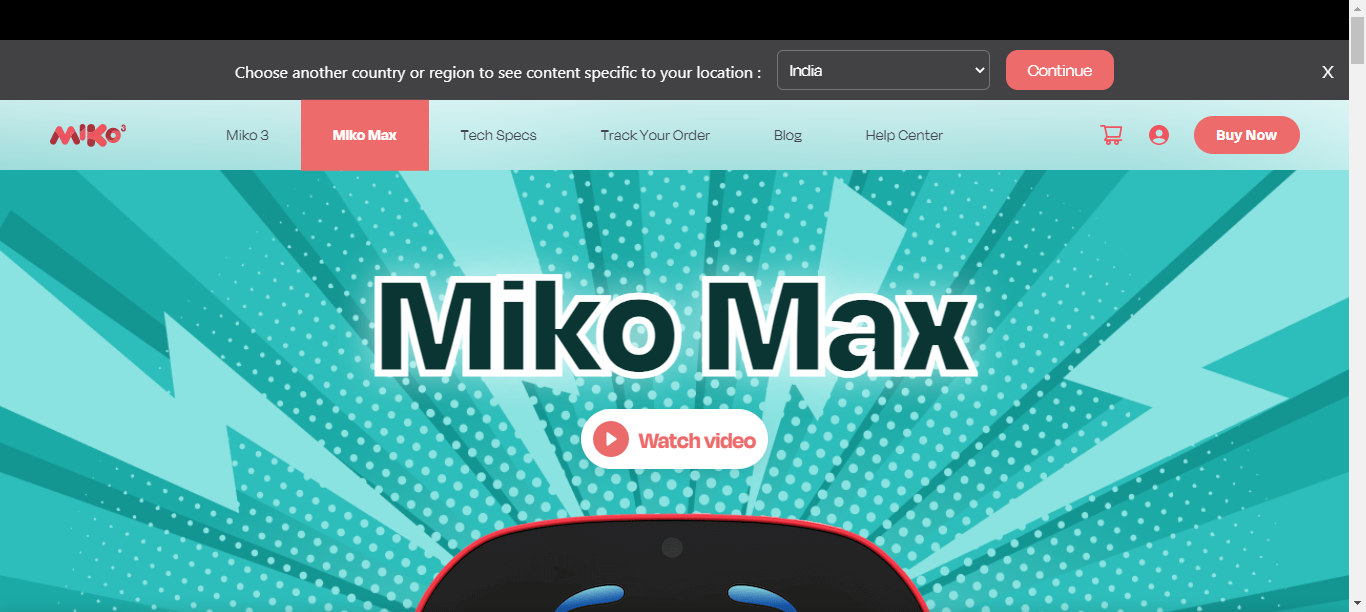 Choose another country or region to see content specific to your location :
India
Continue
X
MIKO3
Miko 3
Miko Max
Tech Specs
Track Your Order
Blog
Help Center
Buy Now
Miko Max
Watch video